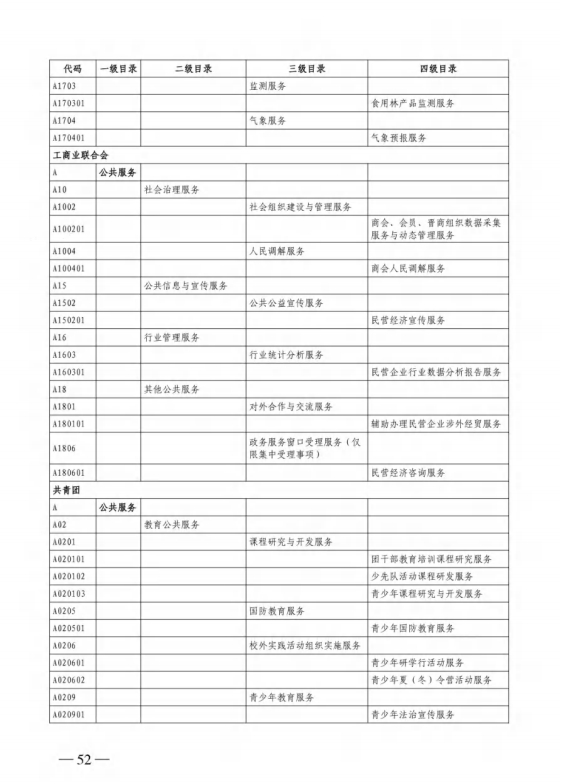 代码 一级目录 二级目录 三级目录 四级目录
A1703 监测服务
A170301 食用林产品监测服务
A1704 气象服务
A170401 气象预报服务
工商业联合会
A 公共服务
A10 社会治理服务
A1002 社会组织建设与管理服务
A100201 商会、会员、晋商组织数据采集
服务与动态管理服务
A1004 人民调解服务
A100401 商会人民调解服务
A15 公共信息与宣传服务
A1502 公共公益宣传服务
A150201 民营经济宣传服务
A16 行业管理服务
A1603 行业统计分析服务
A160301 民营企业行业数据分析报告服务
A18 其他公共服务
A1801 对外合作与交流服务
A180101 辅助办理民营企业涉外经贸服务
A1806 政务服务窗口受理服务（仅
限集中受理事项）
A180601 民营经济咨询服务
共青团
A 公共服务
A02 教育公共服务
A0201 课程研究与开发服务
A020101 团干部教育培训课程研究服务
A020102 少先队活动课程研发服务
A020103 青少年课程研究与开发服务
A0205 国防教育服务
A020501 青少年国防教育服务
A0206 校外实践活动组织实施服务
A020601 青少年研学行活动服务
A020602 青少年夏（冬）令营活动服务
A0209 青少年教育服务
A020901 青少年法治宣传服务
— 52 —